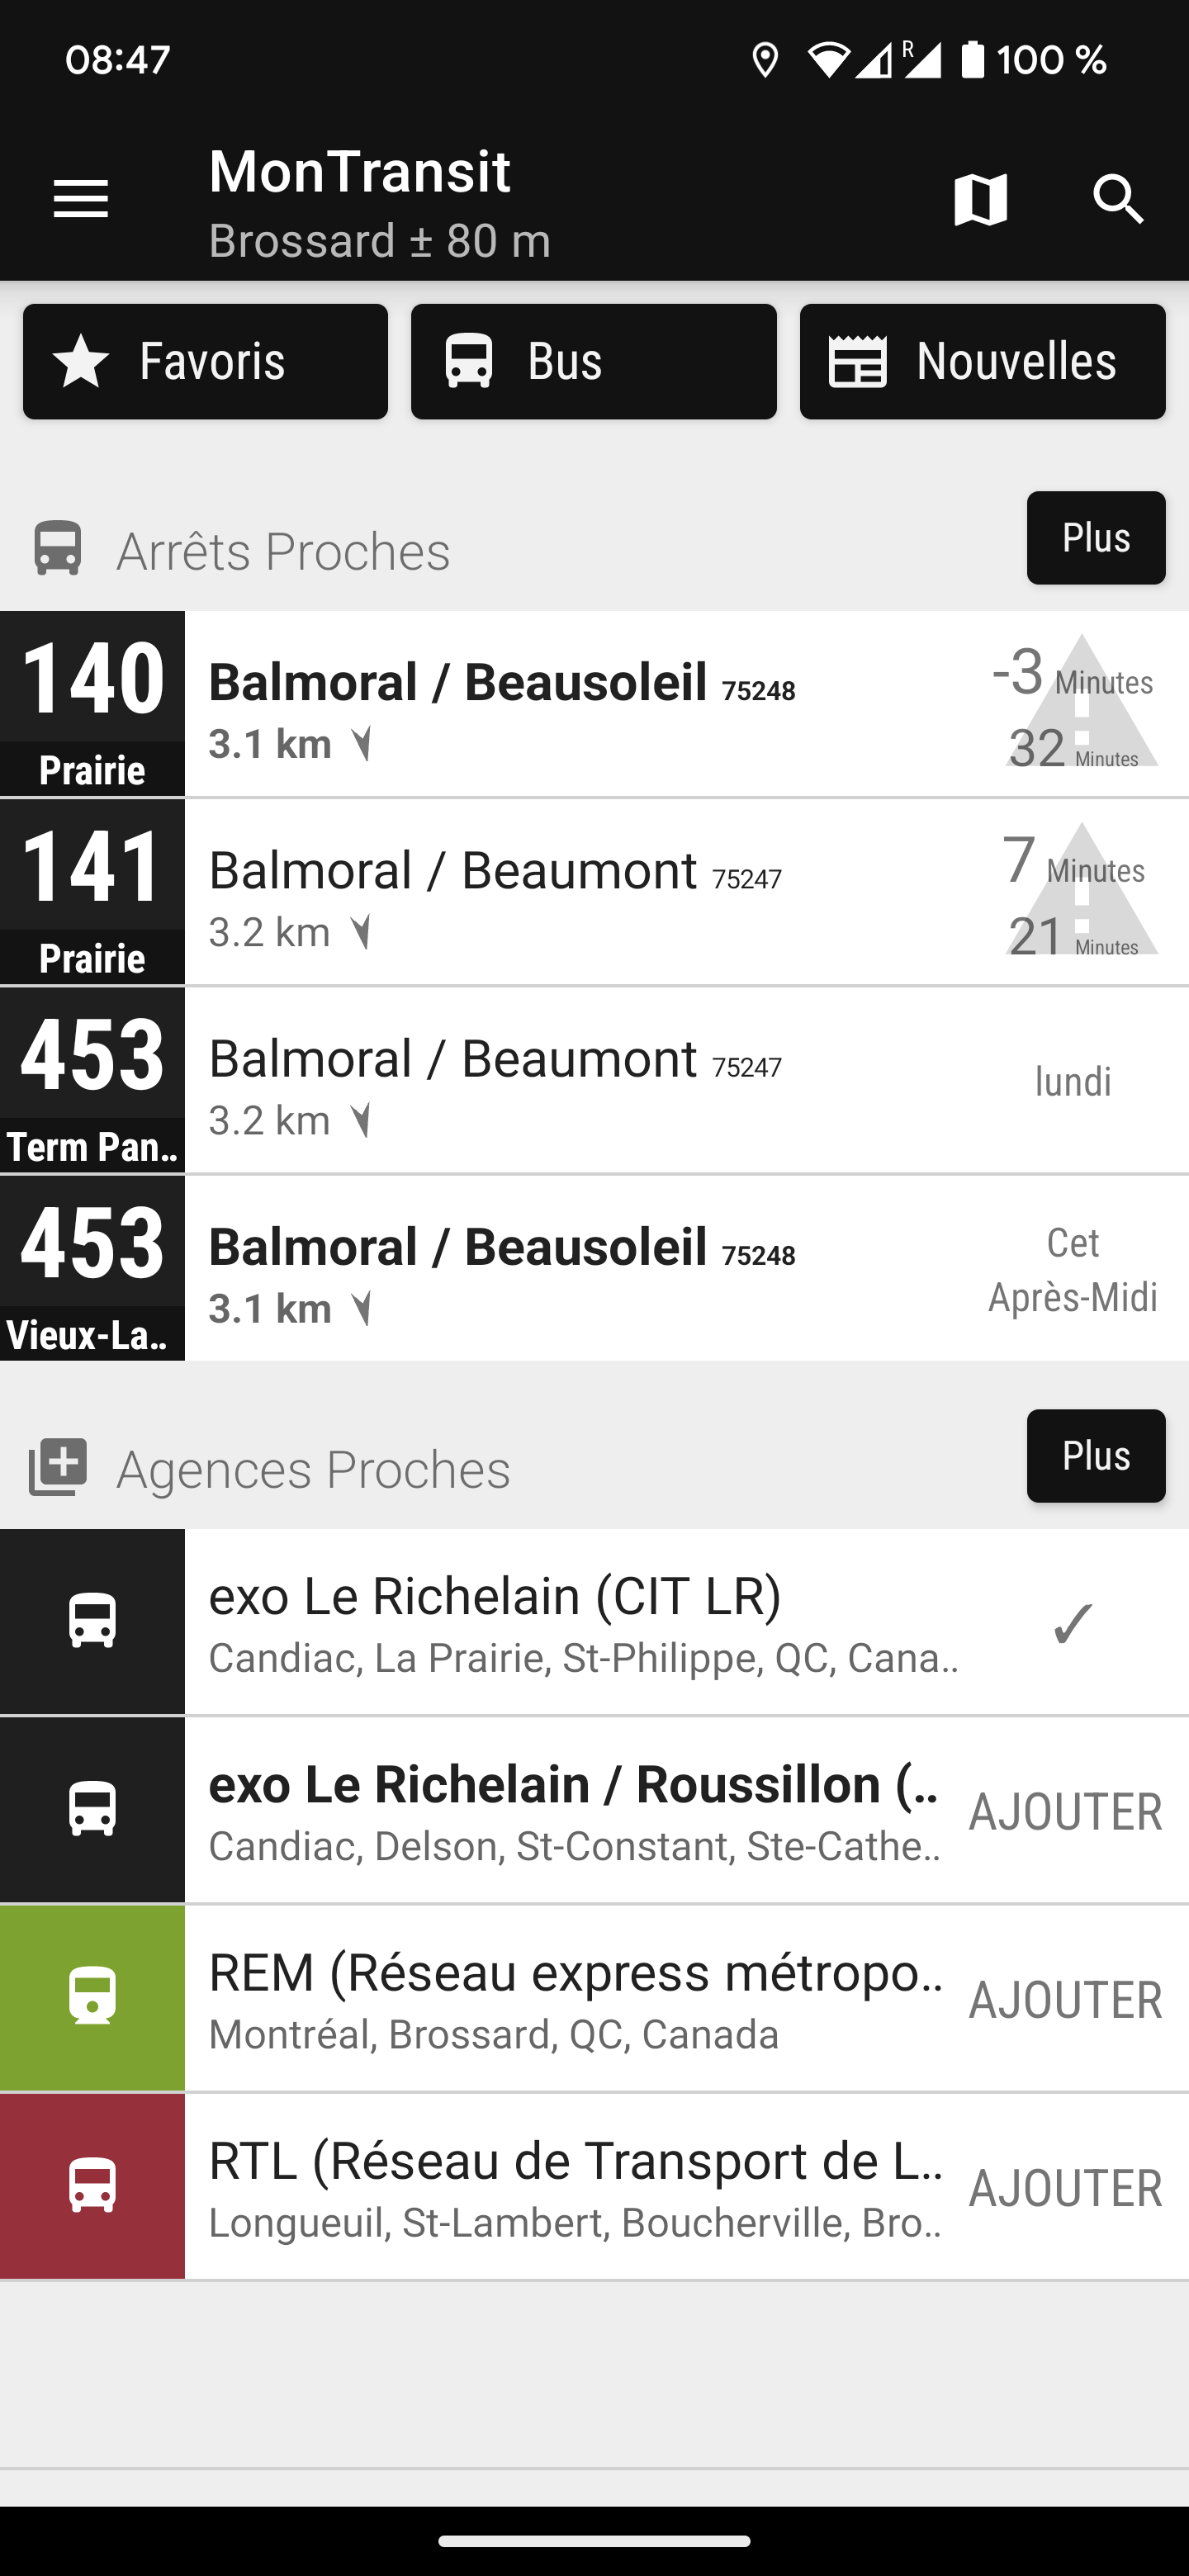 08:47
R
100 %
MonTransit
Brossard ± 80 m
Favoris
Bus
Nouvelles
Arrêts Proches
Plus
140
Prairie
Balmoral / Beausoleil 75248
3.1 km
-3 Minutes
32 Minutes
141
Prairie
Balmoral / Beaumont 75247
3.2 km
7 Minutes
21 Minutes
453
Term Pan..
Balmoral / Beaumont 75247
3.2 km
lundi
453
Vieux-La..
Balmoral / Beausoleil 75248
3.1 km
Cet
Après-Midi
Agences Proches
Plus
exo Le Richelain (CIT LR)
Candiac, La Prairie, St-Philippe, QC, Cana..
✓
exo Le Richelain / Roussillon (..
Candiac, Delson, St-Constant, Ste-Cathe..
AJOUTER
REM (Réseau express métropo..
Montréal, Brossard, QC, Canada
AJOUTER
RTL (Réseau de Transport de L..
Longueuil, St-Lambert, Boucherville, Bro..
AJOUTER